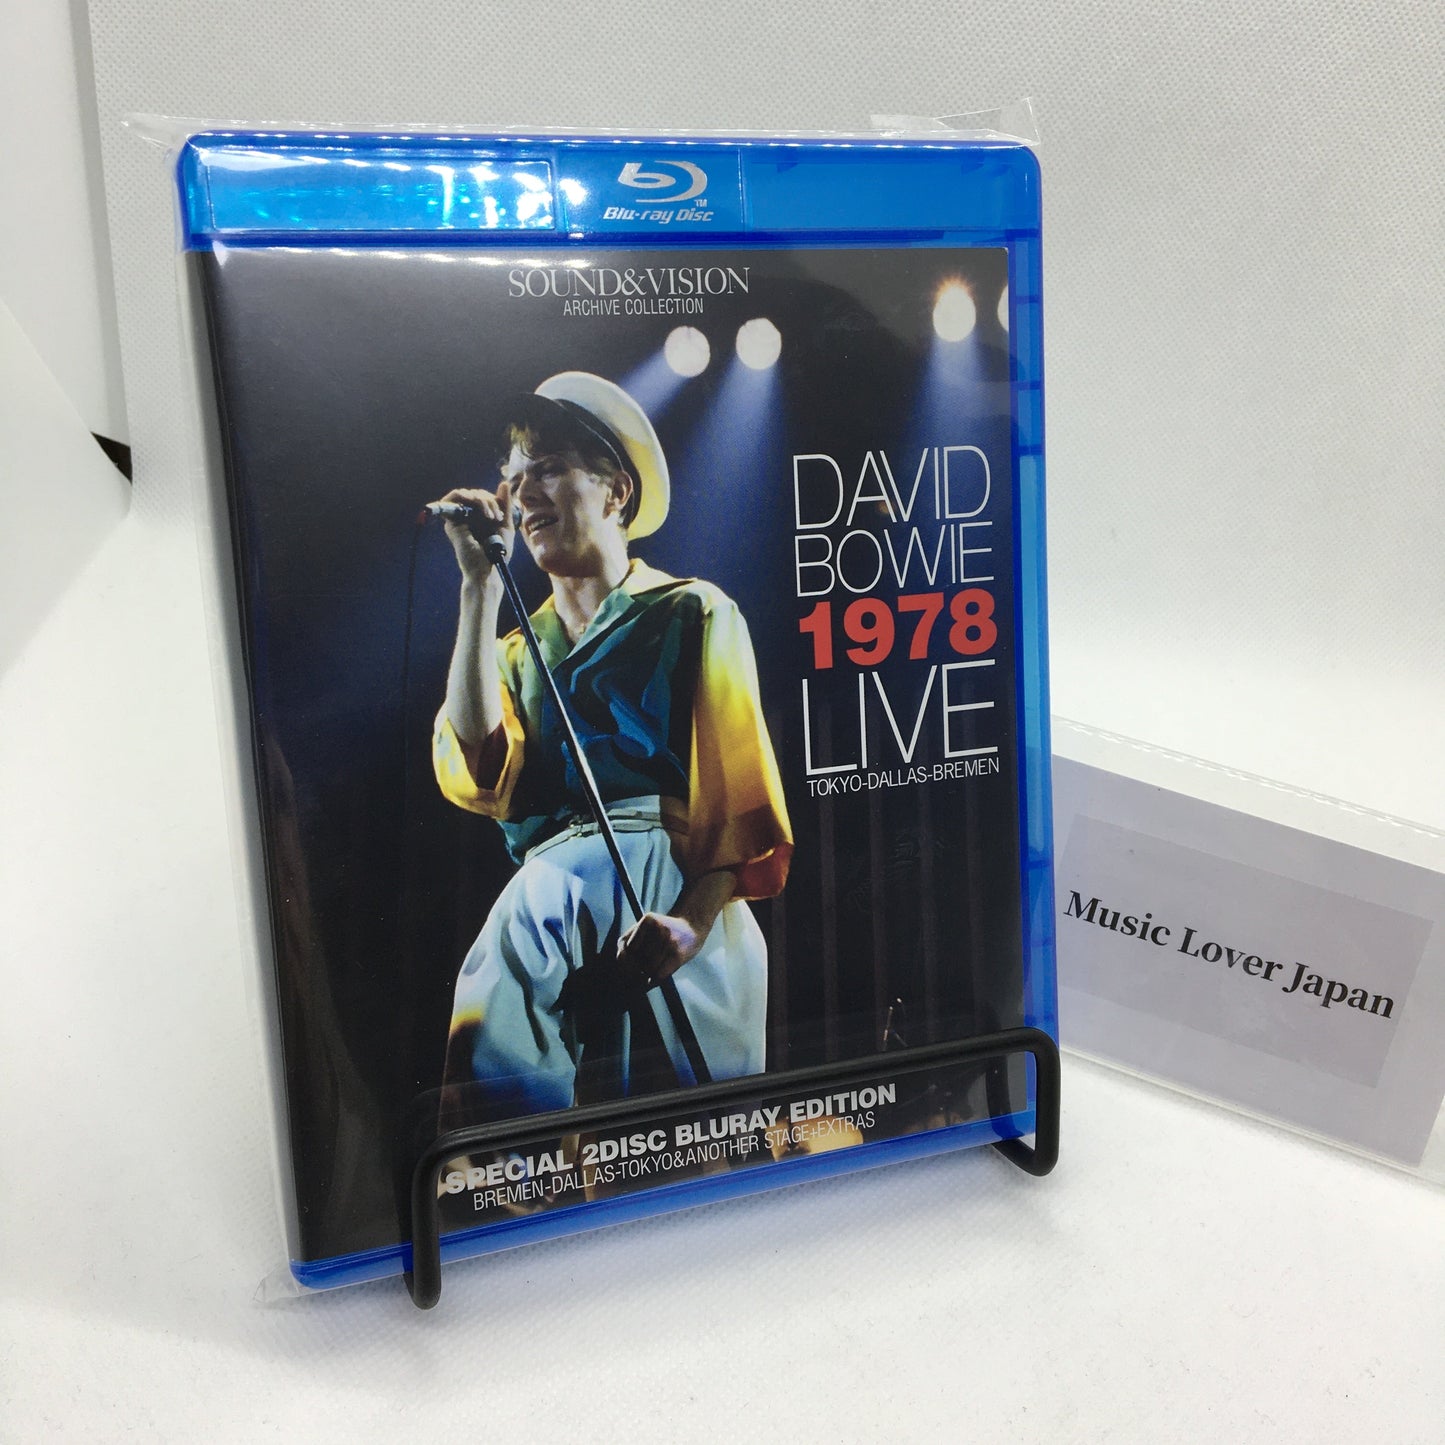 Blu-ray Disc
TM
SOUND&VISION
ARCHIVE COLLECTION
DAVID
BOWIE
1978
LIVE
TOKYO-DALLAS-BREMEN
SPECIAL 2DISC BLURAY EDITION
BREMEN-DALLAS-TOKYO&ANOTHER STAGE+EXTRAS
Music Lover Japan